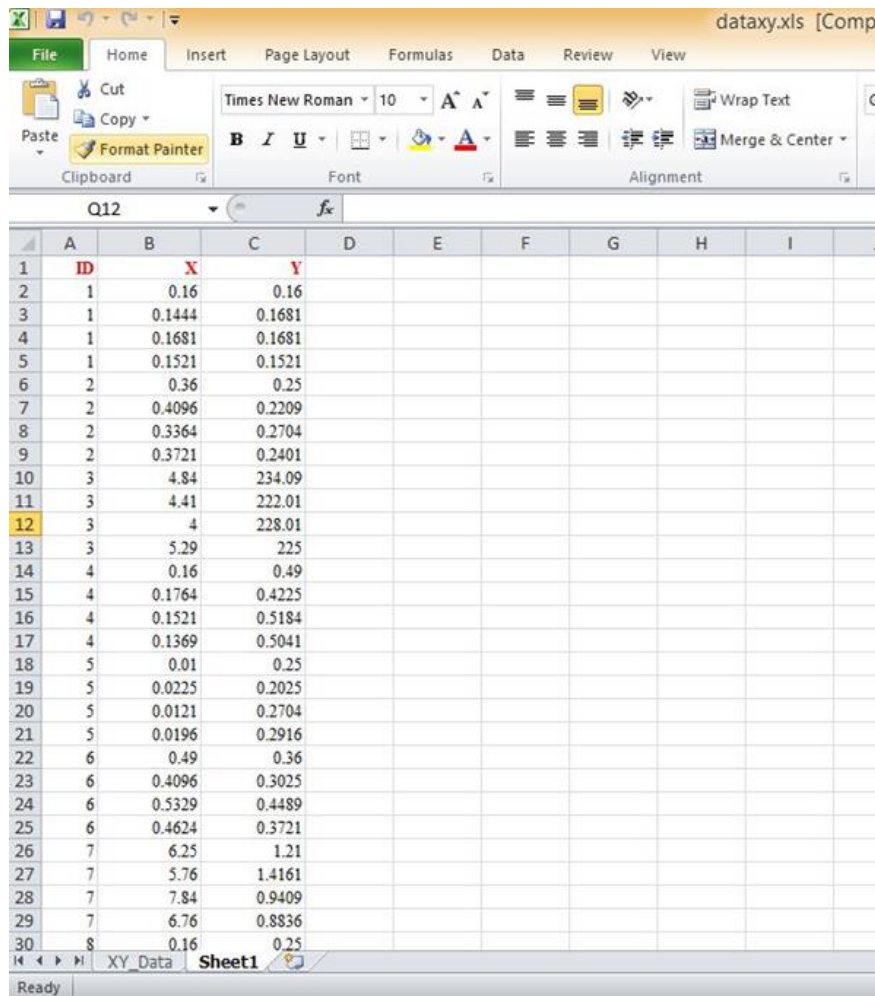 dataxy.xls [Comp
File Home Insert Page Layout Formulas Data Review View
Cut
Copy
Format Painter
Paste
Times New Roman 10 A A
B I U A
Wrap Text
Merge & Center
Clipboard Font Alignment
Q12 fx
A B C D E F G H I
1 ID X Y
2 1 0.16 0.16
3 1 0.1444 0.1681
4 1 0.1681 0.1681
5 1 0.1521 0.1521
6 2 0.36 0.25
7 2 0.4096 0.2209
8 2 0.3364 0.2704
9 2 0.3721 0.2401
10 3 4.84 234.09
11 3 4.41 222.01
12 3 4 228.01
13 3 5.29 225
14 4 0.16 0.49
15 4 0.1764 0.4225
16 4 0.1521 0.5184
17 4 0.1369 0.5041
18 5 0.01 0.25
19 5 0.0225 0.2025
20 5 0.0121 0.2704
21 5 0.0196 0.2916
22 6 0.49 0.36
23 6 0.4096 0.3025
24 6 0.5329 0.4489
25 6 0.4624 0.3721
26 7 6.25 1.21
27 7 5.76 1.4161
28 7 7.84 0.9409
29 7 6.76 0.8836
30 8 0.16 0.25
XY_Data Sheet1
Ready